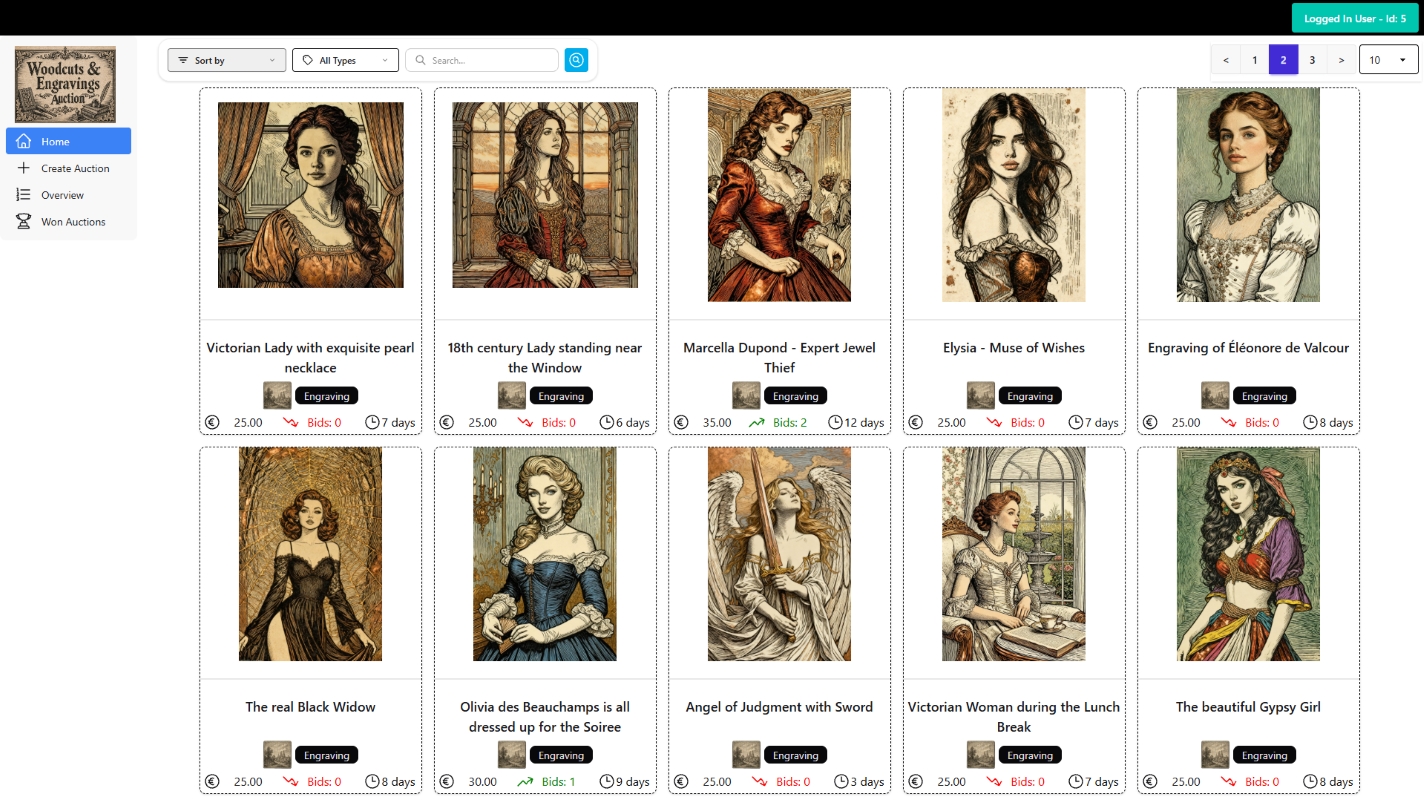 Logged In User - Id: 5
Woodcuts &
Engravings
Auction
Home
Create Auction
Overview
Won Auctions
Sort by
All Types
Search...
< 1 2 3 >
10
Victorian Lady with exquisite pearl
necklace
Engraving
25.00 Bids: 0 7 days
18th century Lady standing near
the Window
Engraving
25.00 Bids: 0 6 days
Marcella Dupond - Expert Jewel
Thief
Engraving
35.00 Bids: 2 12 days
Elysia - Muse of Wishes
Engraving
25.00 Bids: 0 7 days
Engraving of Éléonore de Valcour
Engraving
25.00 Bids: 0 8 days
The real Black Widow
Engraving
25.00 Bids: 0 8 days
Olivia des Beauchamps is all
dressed up for the Soiree
Engraving
30.00 Bids: 1 9 days
Angel of Judgment with Sword
Engraving
25.00 Bids: 0 3 days
Victorian Woman during the Lunch
Break
Engraving
25.00 Bids: 0 7 days
The beautiful Gypsy Girl
Engraving
25.00 Bids: 0 8 days